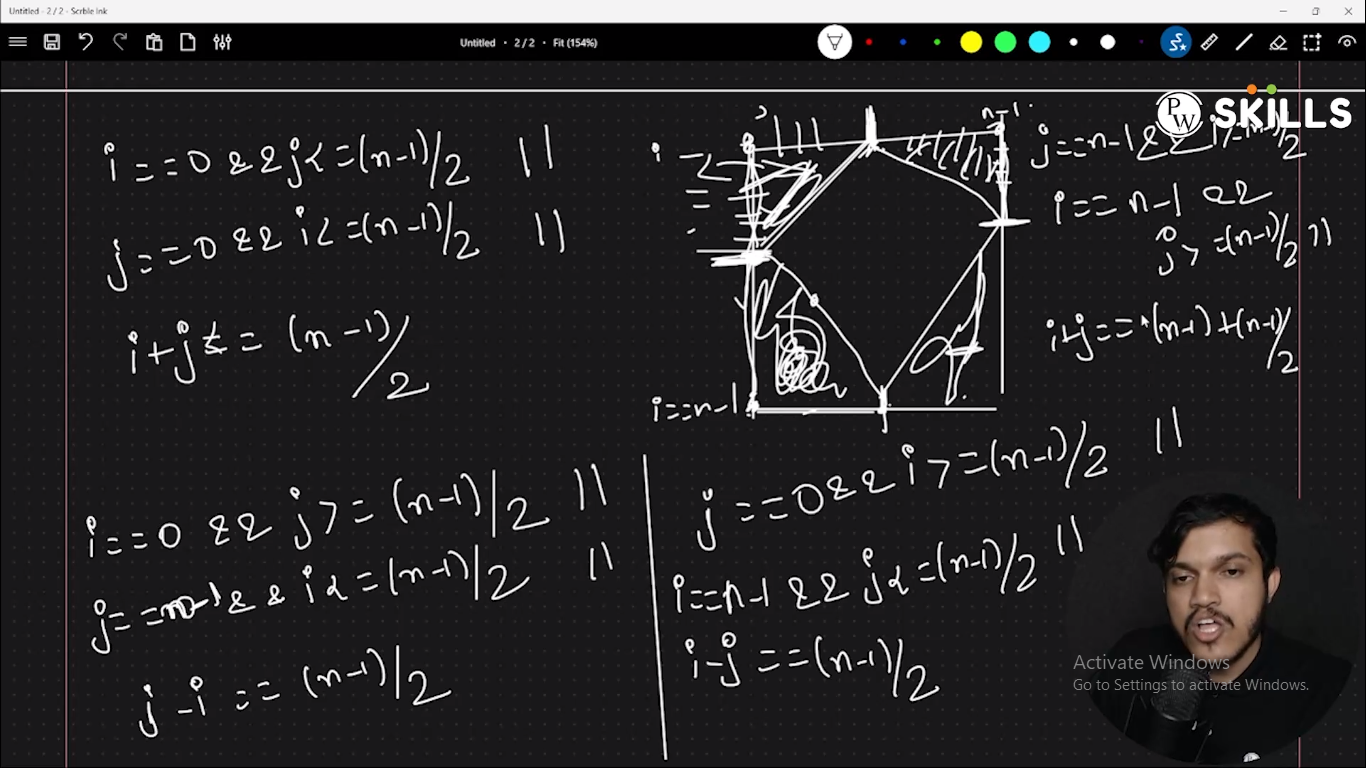 Untitled - 2 / 2 - Scrble Ink
Untitled • 2 / 2 • Fit (154%)
PW SKILLS
i==0 && j<=(n-1)/2 ||
j==0 && i<=(n-1)/2 ||
i+j<= (n-1)/2
i
n-1
i==n-1
j==n-1 &&
i== n-1 &&
j>=(n-1)/2 ||
i+j==(n-1)+(n-1)/2
i==0 && j>=(n-1)/2 ||
j==n-1 && i<=(n-1)/2 ||
j-i == (n-1)/2
j==0 && i>=(n-1)/2 ||
i==n-1 && j<=(n-1)/2 ||
i-j==(n-1)/2
Activate Windows
Go to Settings to activate Windows.